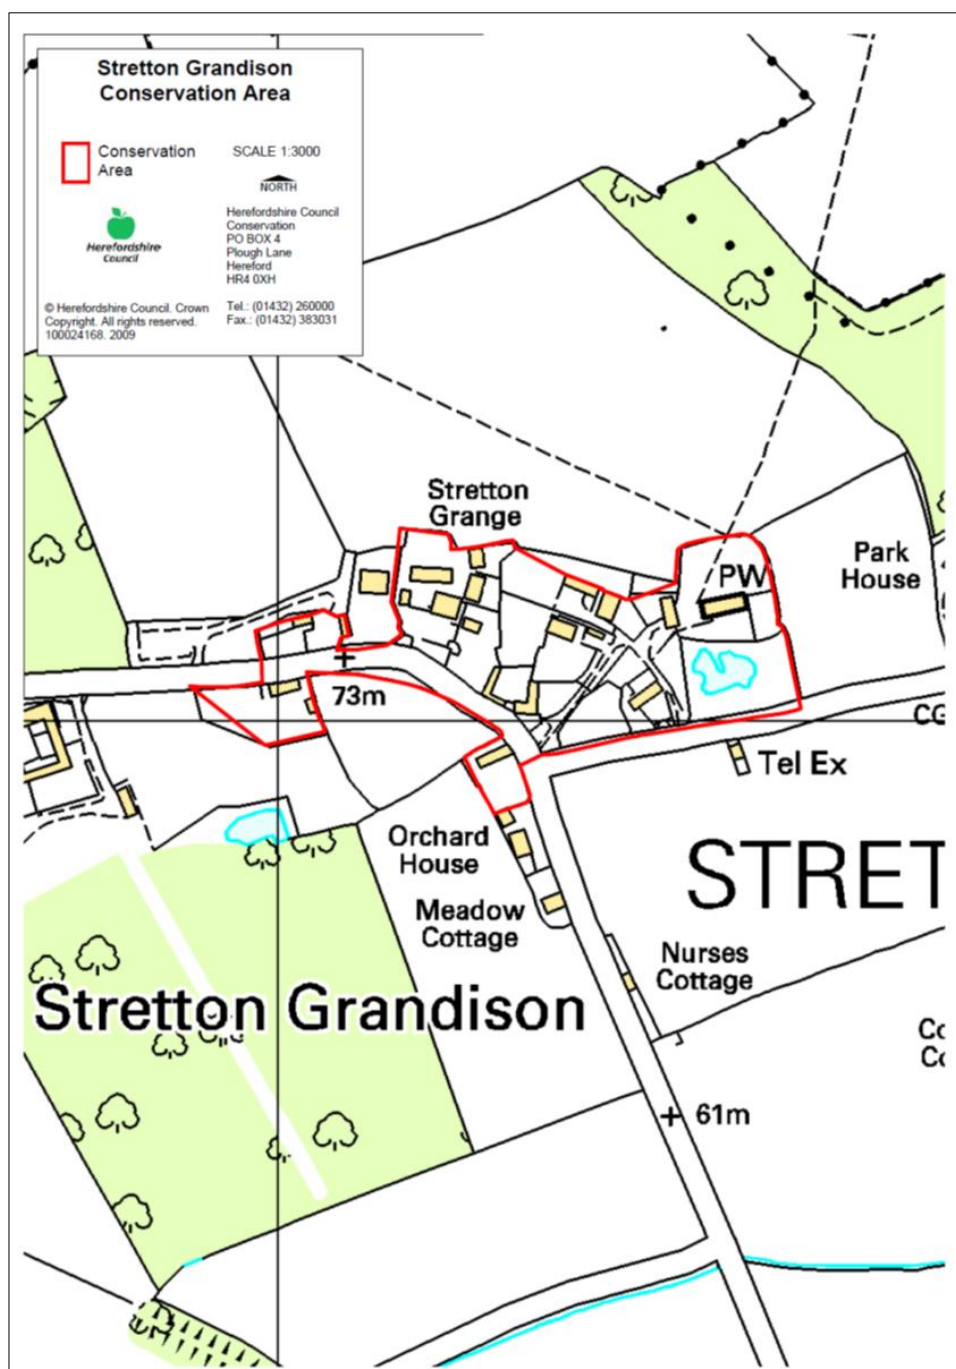 Stretton Grandison
Conservation Area
Conservation
Area
SCALE 1:3000
NORTH
Herefordshire
Council
Herefordshire Council
Conservation
PO BOX 4
Plough Lane
Hereford
HR4 0XH
Tel.: (01432) 260000
Fax.: (01432) 383031
© Herefordshire Council. Crown
Copyright. All rights reserved.
100024168. 2009
Stretton
Grange
PW
Park
House
73m
CG
Tel Ex
Orchard
House
STRET
Meadow
Cottage
Nurses
Cottage
Stretton Grandison
Co
Co
61m